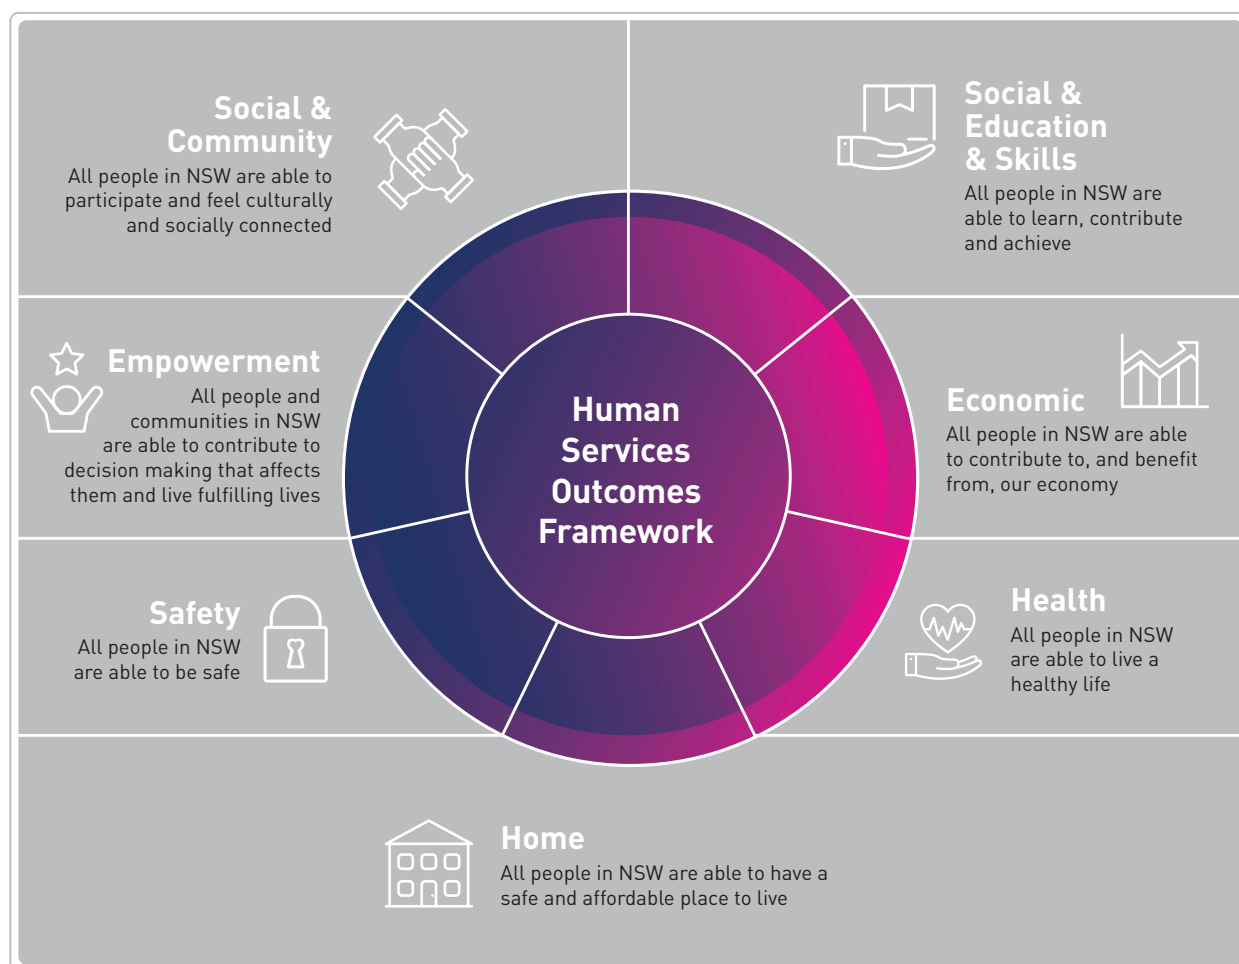 Social &
Community
All people in NSW are able to
participate and feel culturally
and socially connected
Social &
Education
& Skills
All people in NSW are
able to learn, contribute
and achieve
Empowerment
All people and
communities in NSW
are able to contribute to
decision making that affects
them and live fulfilling lives
Human
Services
Outcomes
Framework
Economic
All people in NSW are able
to contribute to, and benefit
from, our economy
Safety
All people in NSW
are able to be safe
Health
All people in NSW
are able to live a
healthy life
Home
All people in NSW are able to have a
safe and affordable place to live